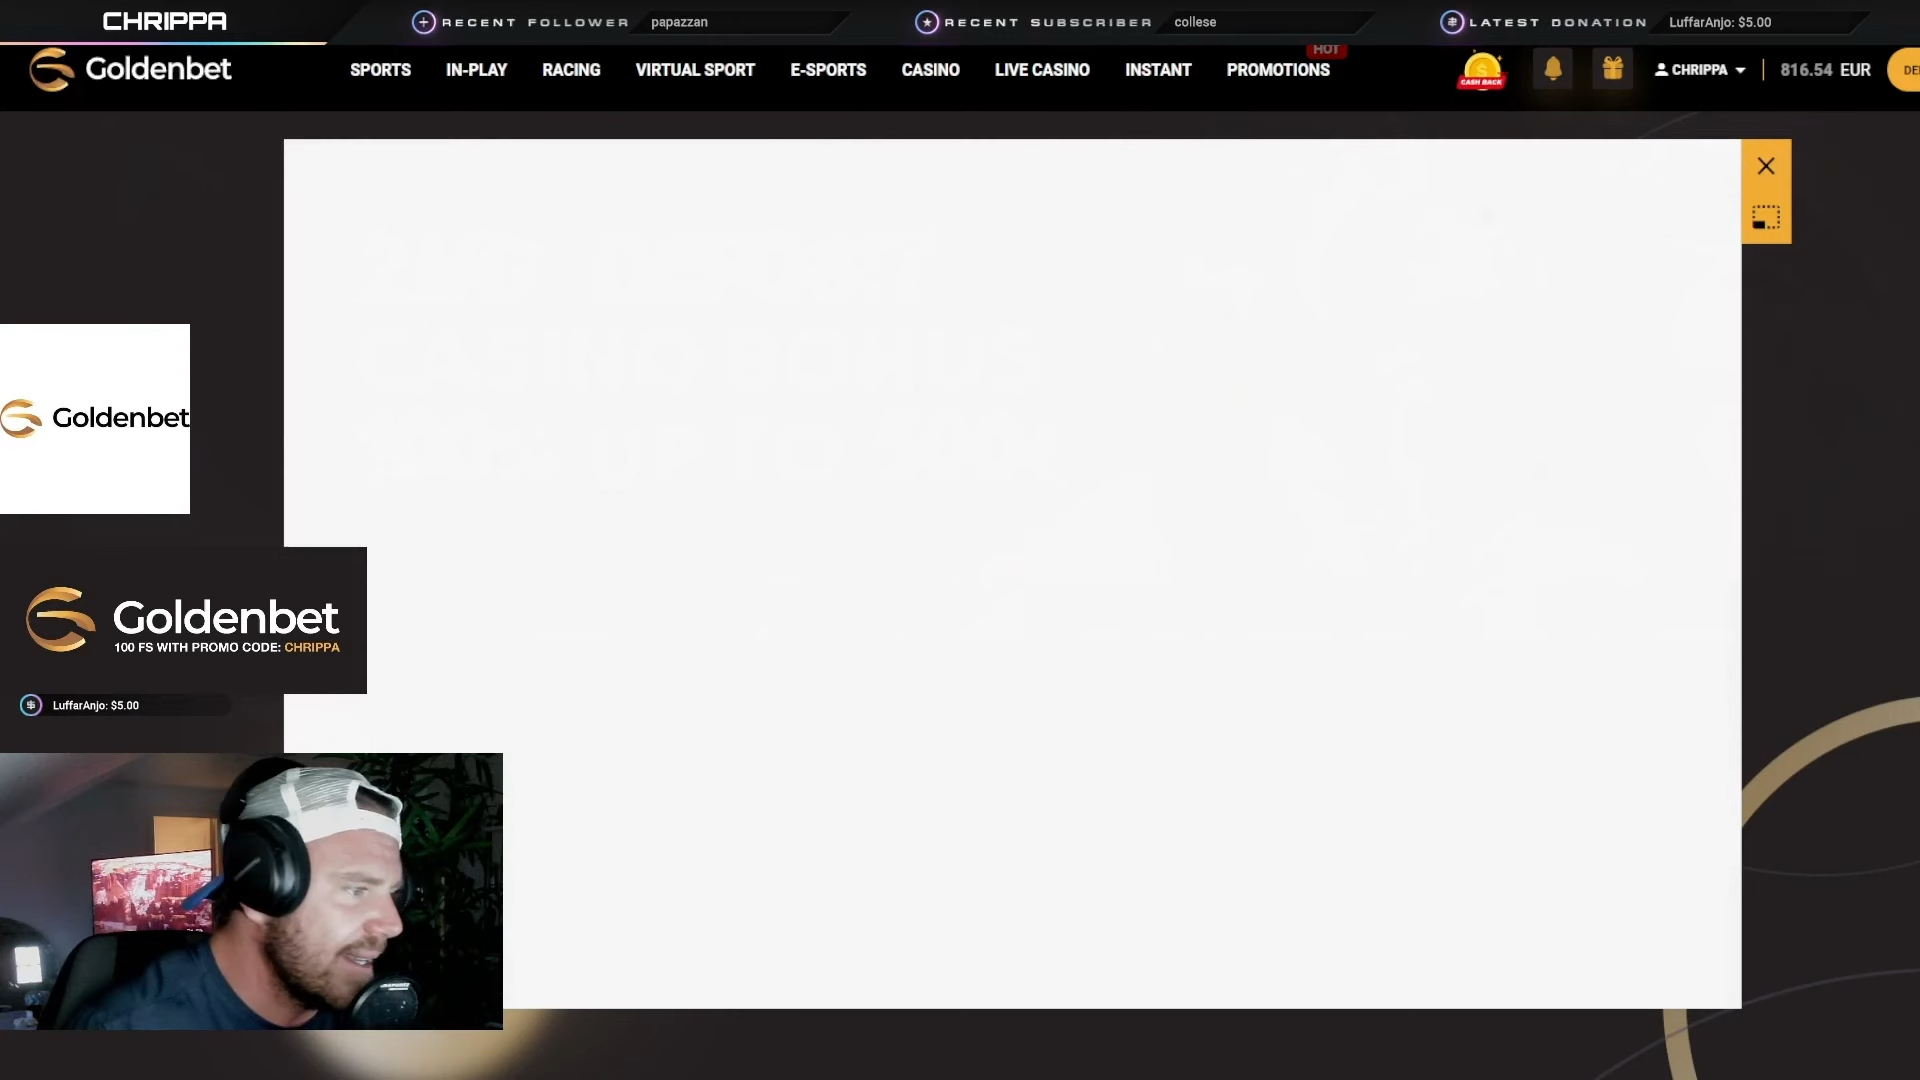 CHRIPPA
RECENT FOLLOWER papazzan
RECENT SUBSCRIBER collese
LATEST DONATION LuffarAnjo: $5.00
Goldenbet
SPORTS IN-PLAY RACING VIRTUAL SPORT E-SPORTS CASINO LIVE CASINO INSTANT PROMOTIONS
HOT
CASH BACK
CHRIPPA
816.54 EUR
Goldenbet
Goldenbet
100 FS WITH PROMO CODE: CHRIPPA
LuffarAnjo: $5.00